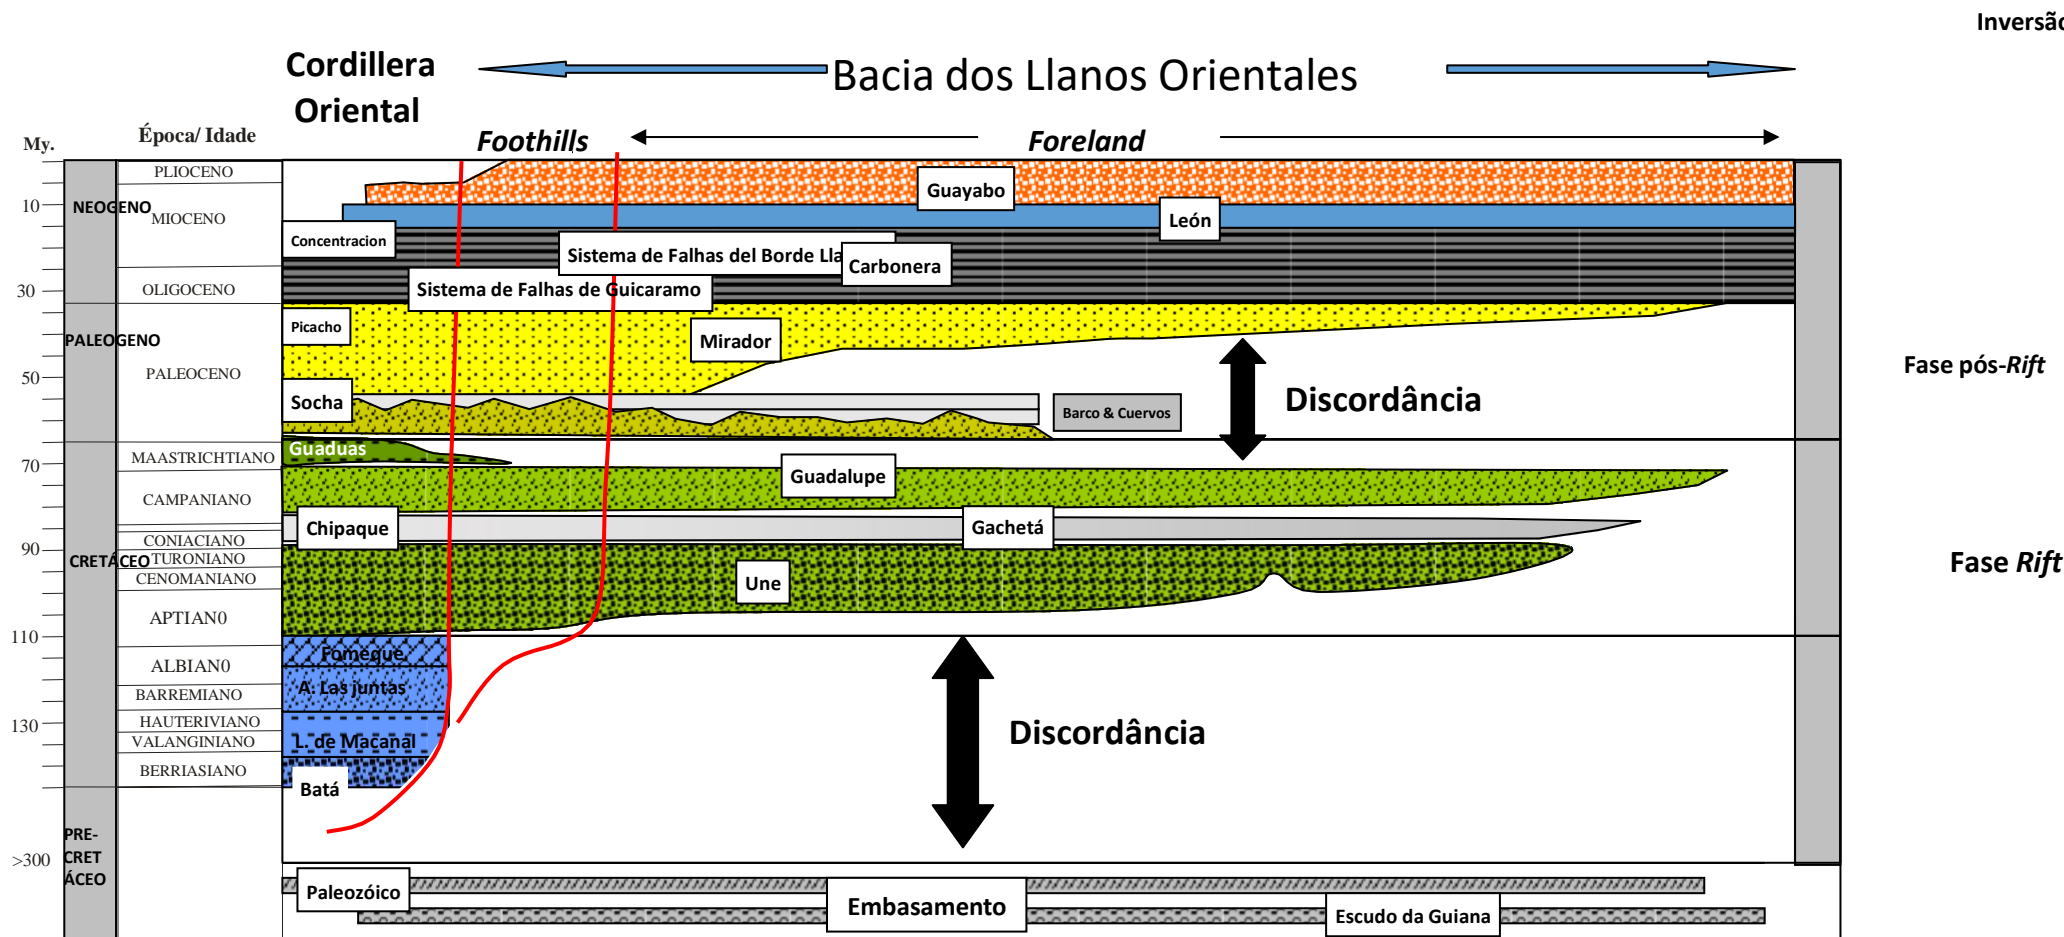 Inversão
Cordillera
Oriental
Bacia dos Llanos Orientales
Época/ Idade
My.
Foothills
Foreland
PLIOCENO
10
NEOGENO
MIOCENO
Guayabo
León
Concentracion
Sistema de Falhas del Borde Lla
Carbonera
30
OLIGOCENO
Sistema de Falhas de Guicaramo
Picacho
PALEOGENO
Mirador
50
PALEOCENO
Fase pós-Rift
Socha
Barco & Cuervos
Discordância
70
MAASTRICHTIANO
Guaduas
Guadalupe
CAMPANIANO
Chipaque
Gachetá
90
CONIACIANO
CRETÁCEO
TURONIANO
CENOMANIANO
Une
Fase Rift
APTIAN0
110
ALBIAN0
Fomeque
A. Las juntas
BARREMIANO
130
HAUTERIVIANO
VALANGINIANO
L. de Macanal
Discordância
BERRIASIANO
Batá
PRE-
CRET
ÁCEO
>300
Paleozóico
Embasamento
Escudo da Guiana